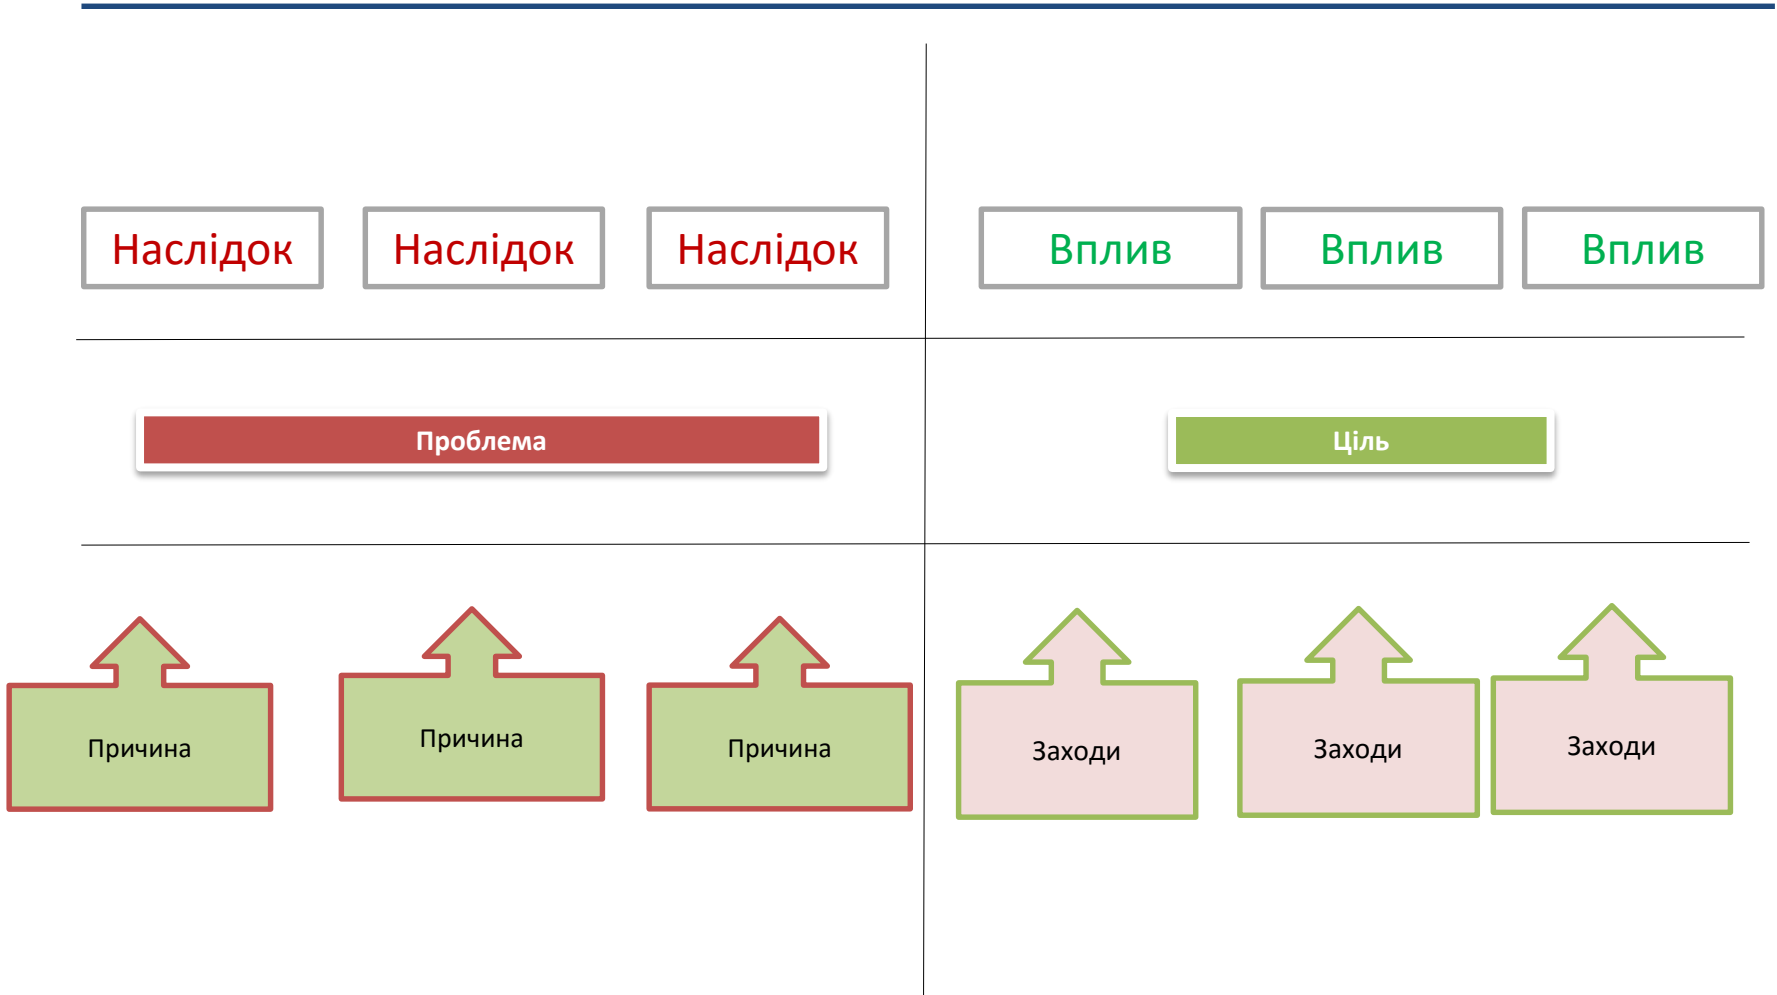 Наслідок Наслідок Наслідок Вплив Вплив Вплив
Проблема Ціль
Причина Причина Причина Заходи Заходи Заходи